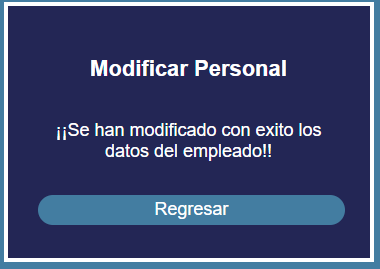 Modificar Personal
¡¡Se han modificado con exito los
datos del empleado!!
Regresar